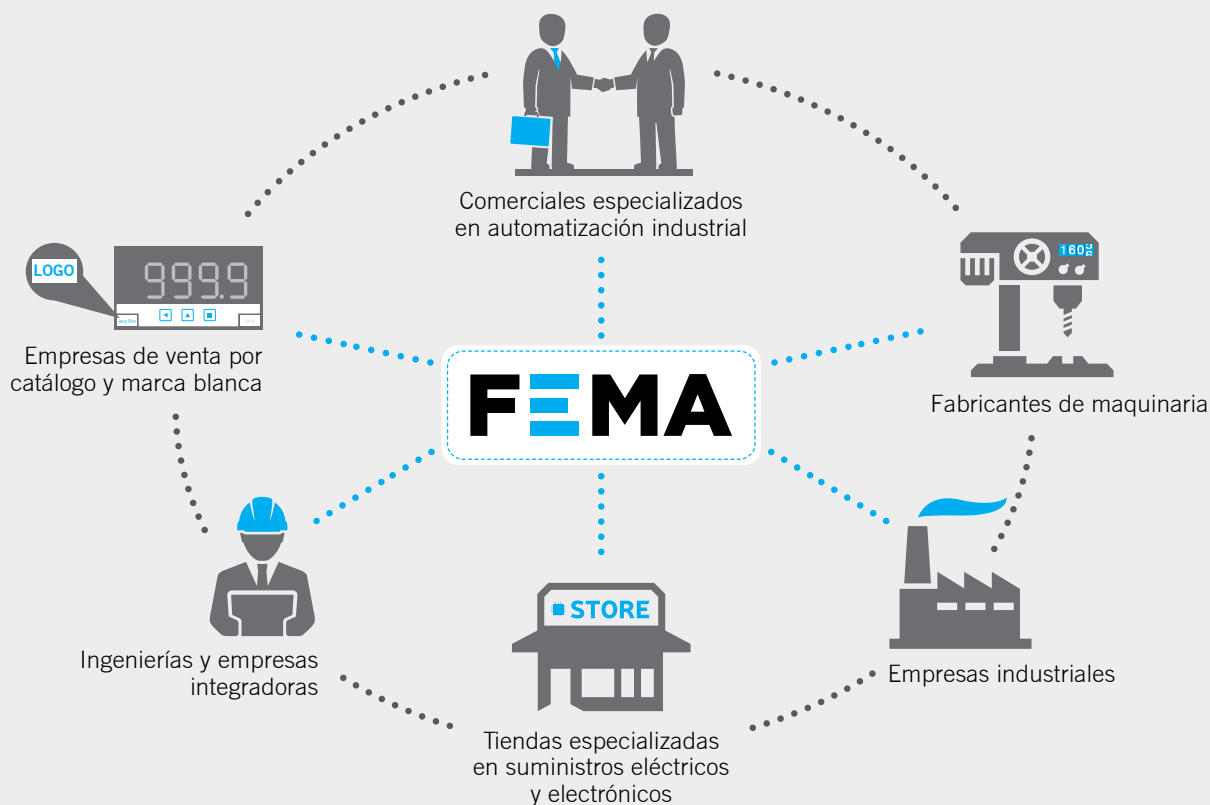 Comerciales especializados
en automatización industrial
LOGO
999.9
Empresas de venta por
catálogo y marca blanca
160
Fabricantes de maquinaria
FEMA
Ingenierías y empresas
integradoras
STORE
Tiendas especializadas
en suministros eléctricos
y electrónicos
Empresas industriales